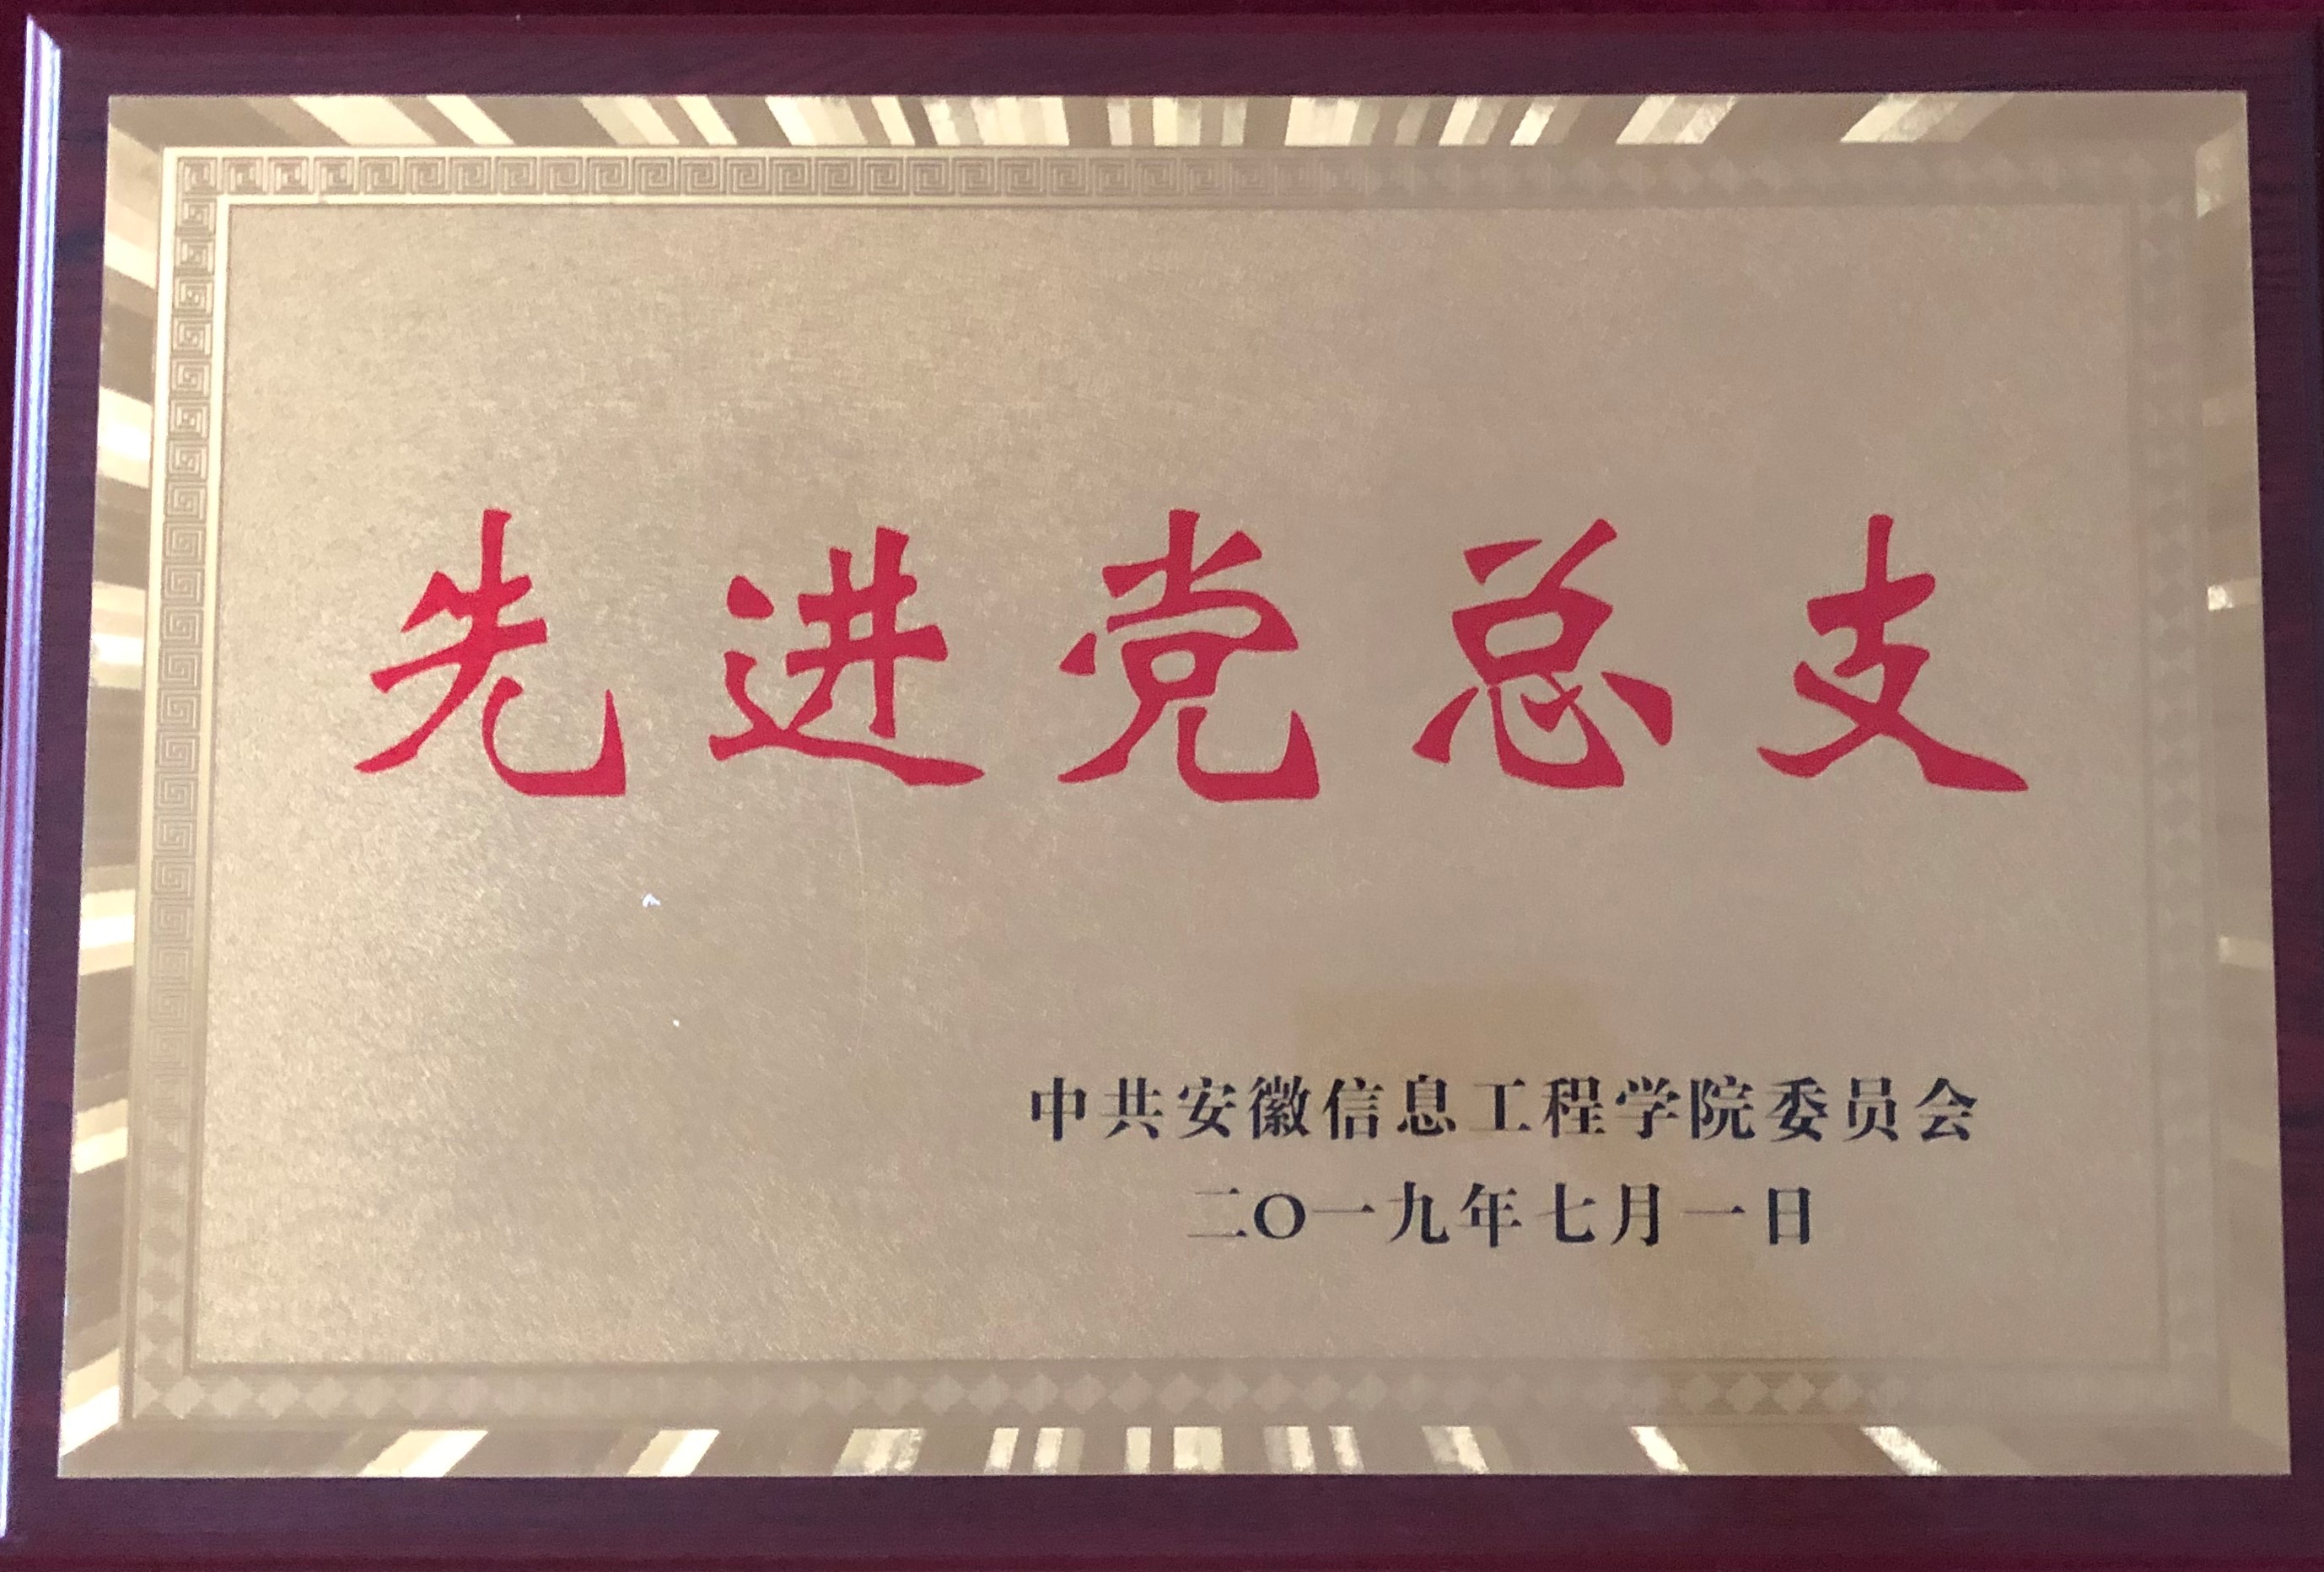 先进党总支
中共安徽信息工程学院委员会
二〇一九年七月一日